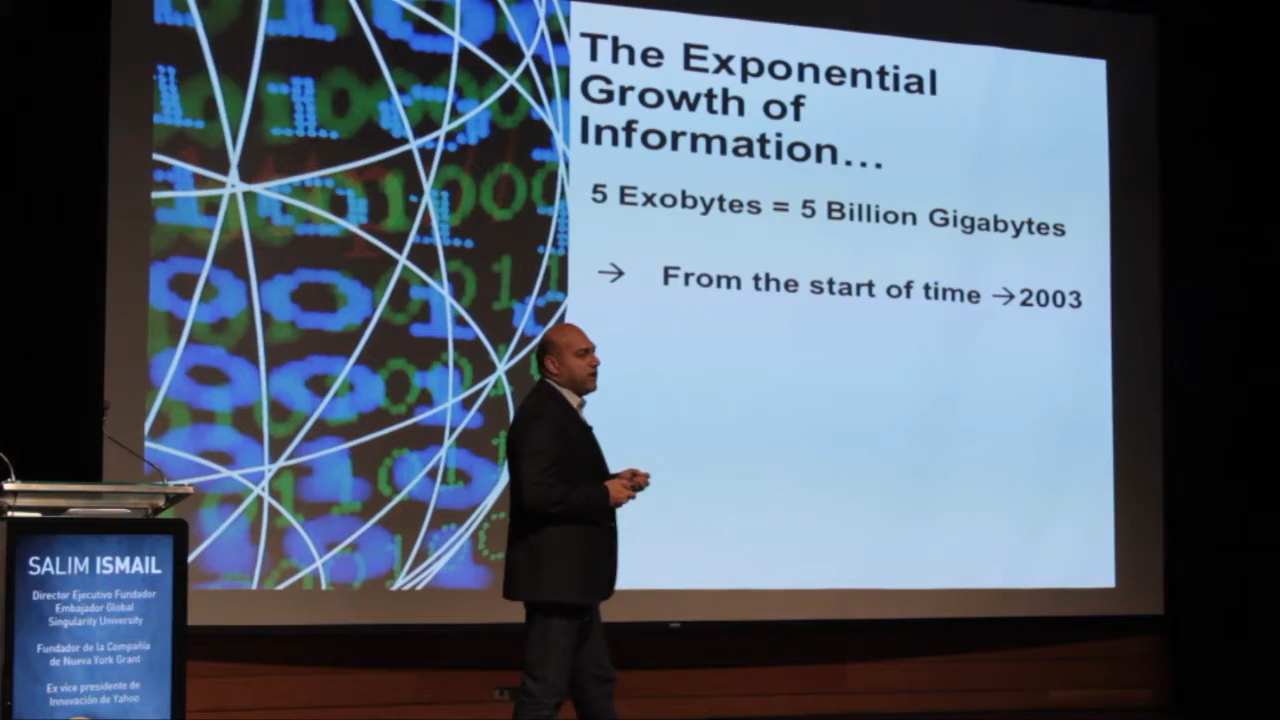 The Exponential
Growth of
Information...
5 Exobytes = 5 Billion Gigabytes
→ From the start of time →2003
SALIM ISMAIL
Director Ejecutivo Fundador
Embajador Global
Singularity University
Fundador de la Compañía
de Nueva York Grant
Ex vice presidente de
Innovación de Yahoo